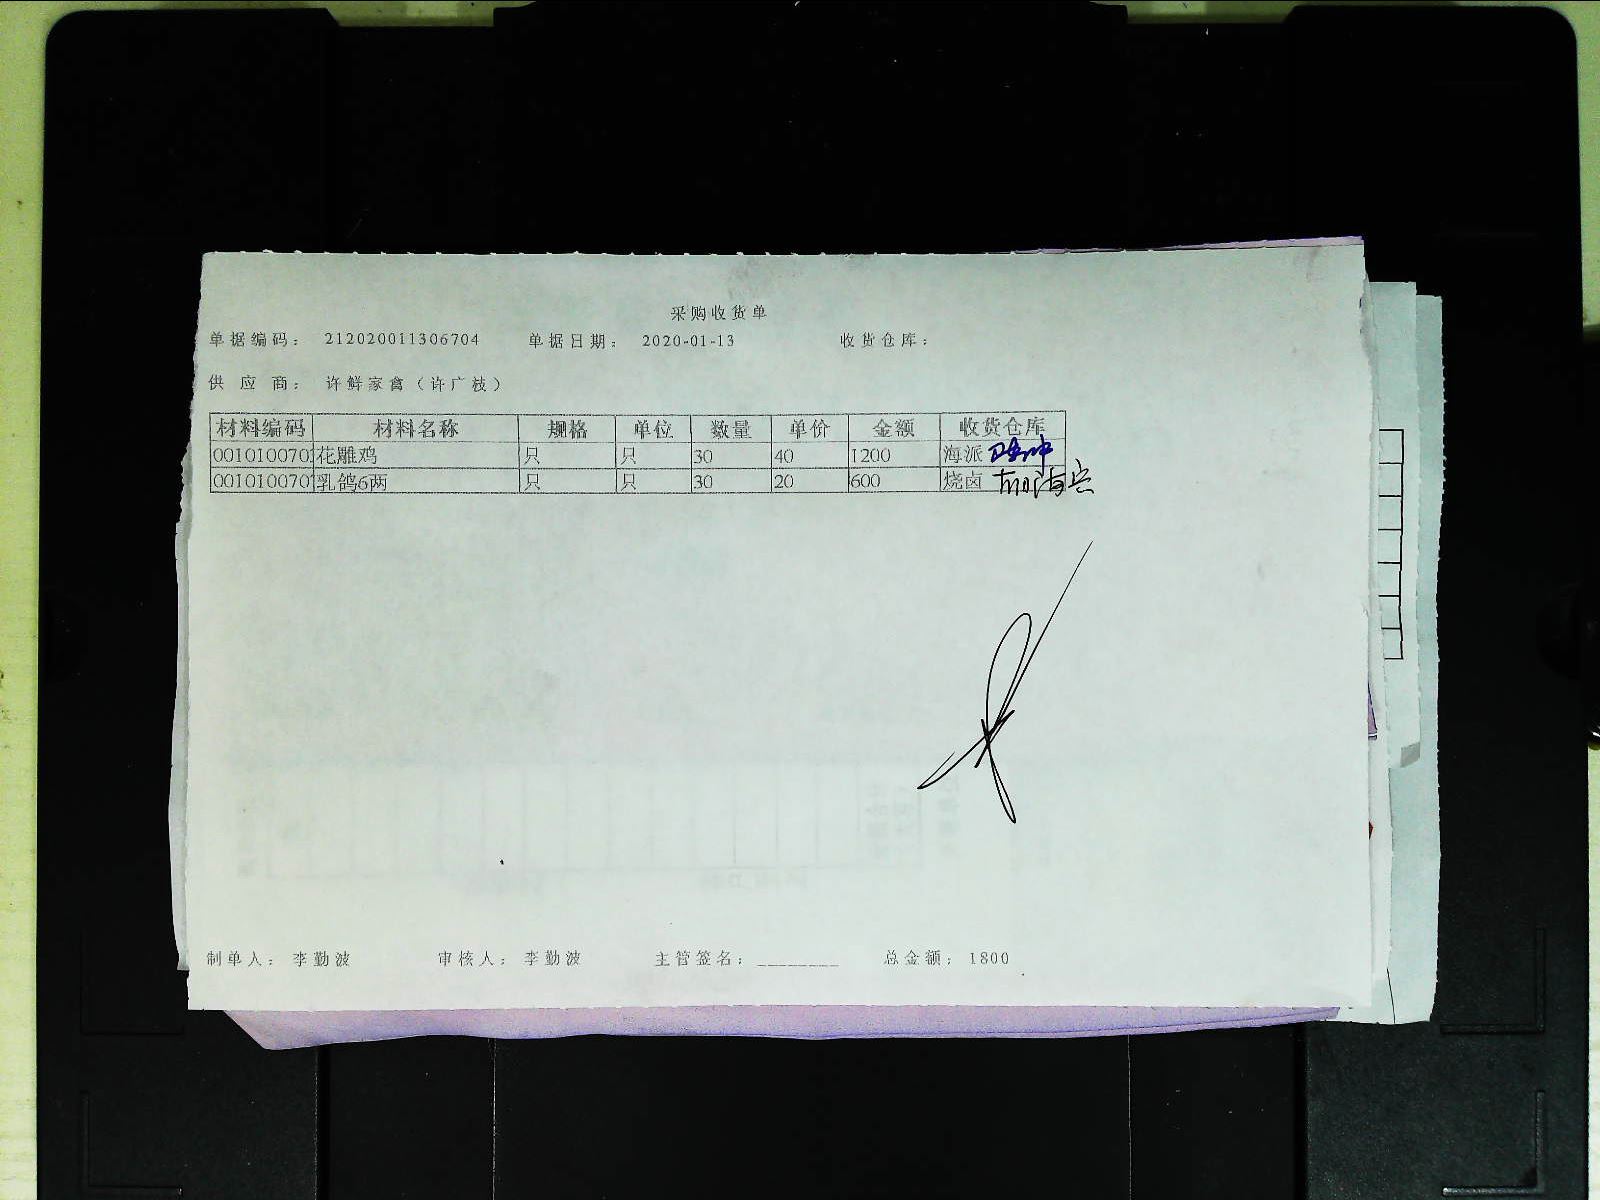 采购收货单
单据编码： 212020011306704 单据日期： 2020-01-13 收货仓库：
供应商： 许鲜家禽（许广枝）
材料编码 材料名称 规格 单位 数量 单价 金额 收货仓库
0010100702 花雕鸡 只 只 30 40 1200 海派
0010100707 乳鸽6两 只 只 30 20 600 烧卤
制单人： 李勤波 审核人： 李勤波 主管签名：________ 总金额： 1800